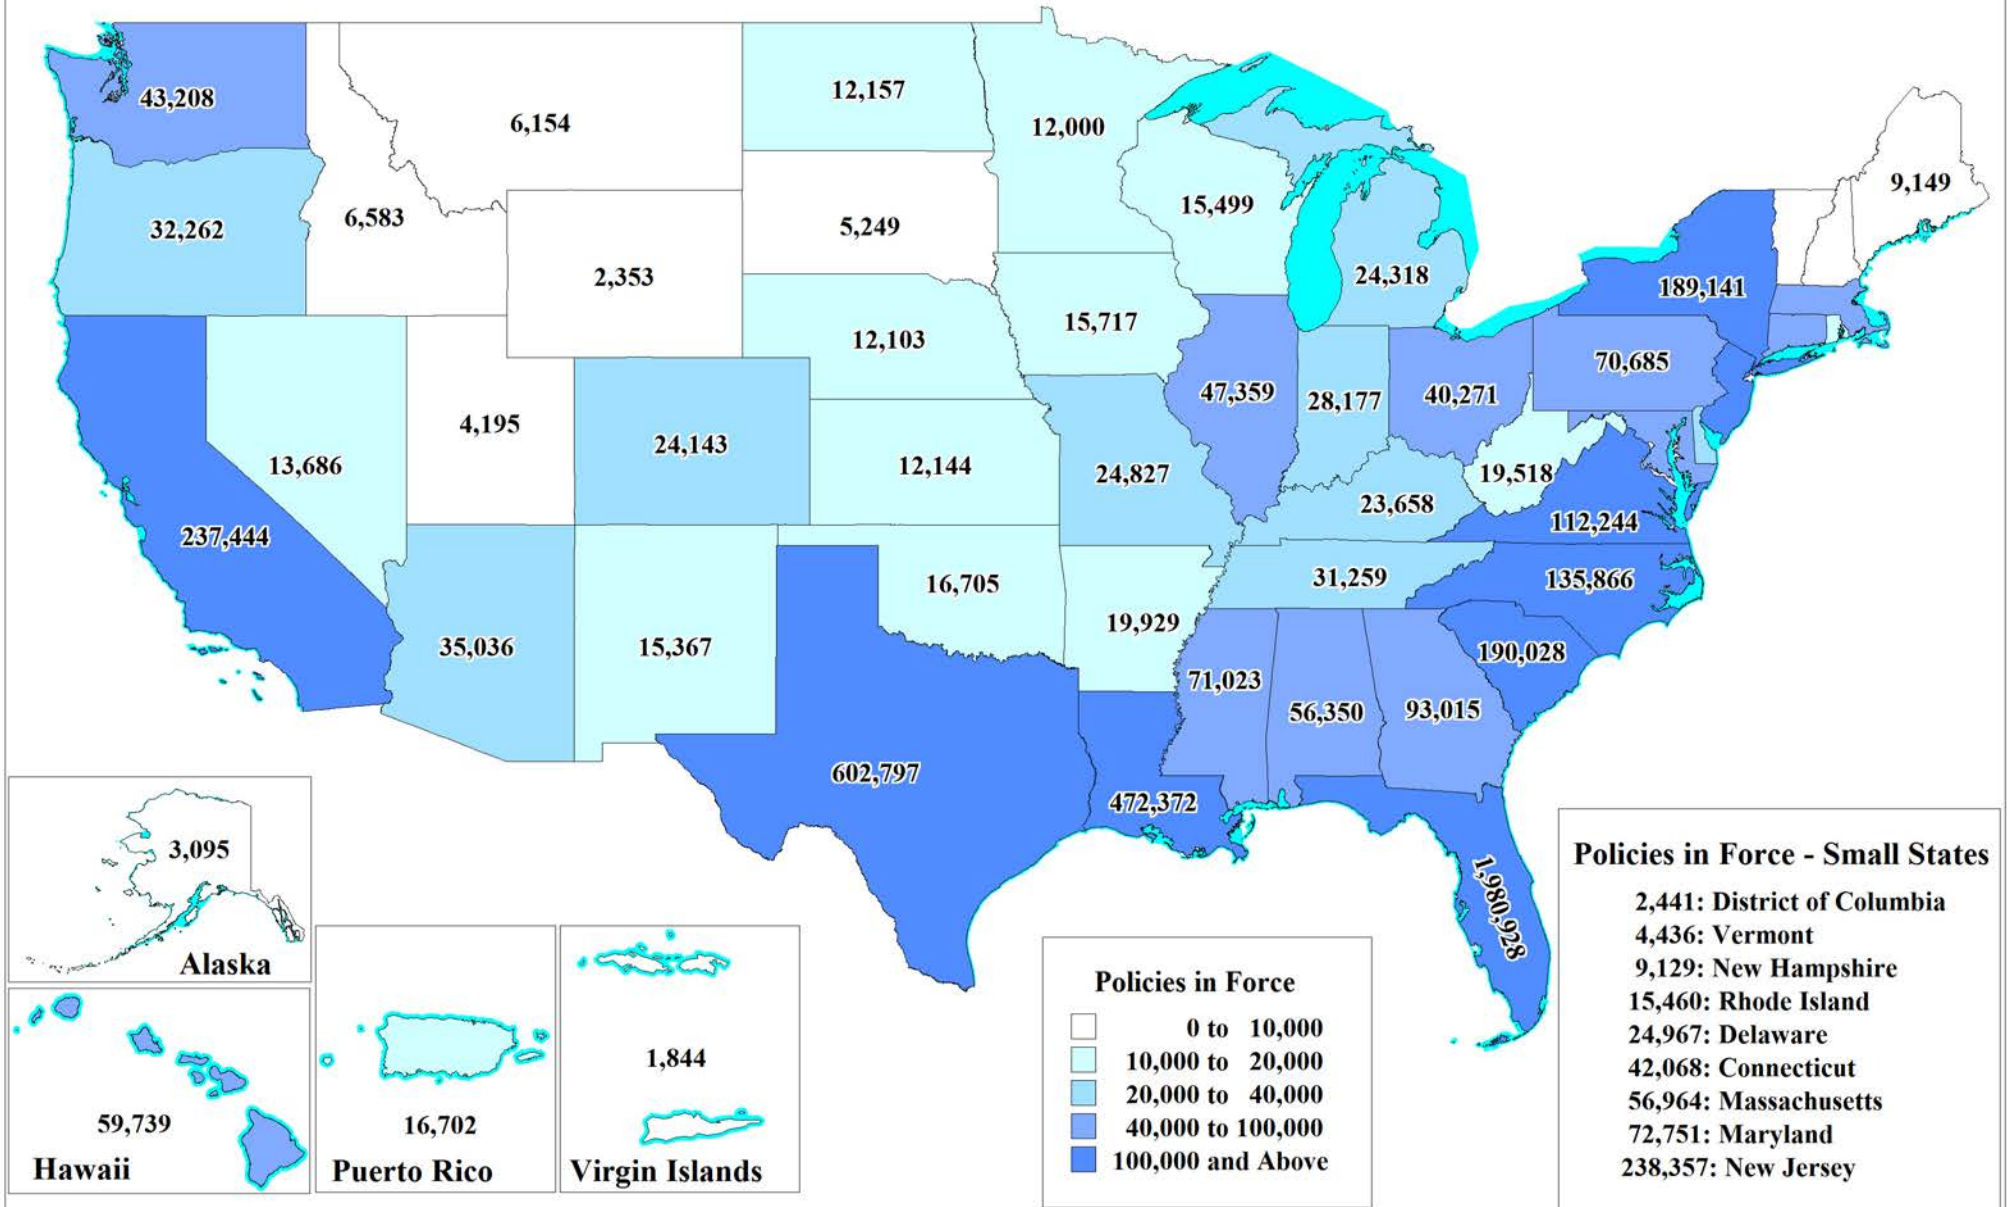 43,208
6,154
12,157
12,000
9,149
32,262
6,583
5,249
15,499
2,353
24,318
189,141
12,103
15,717
70,685
4,195
24,143
47,359
28,177
40,271
13,686
12,144
24,827
19,518
237,444
23,658
112,244
16,705
31,259
135,866
35,036
15,367
19,929
190,028
71,023
56,350
93,015
602,797
472,372
1,980,928
3,095
Alaska
59,739
Hawaii
16,702
Puerto Rico
1,844
Virgin Islands
Policies in Force
0 to 10,000
10,000 to 20,000
20,000 to 40,000
40,000 to 100,000
100,000 and Above
Policies in Force - Small States
2,441: District of Columbia
4,436: Vermont
9,129: New Hampshire
15,460: Rhode Island
24,967: Delaware
42,068: Connecticut
56,964: Massachusetts
72,751: Maryland
238,357: New Jersey